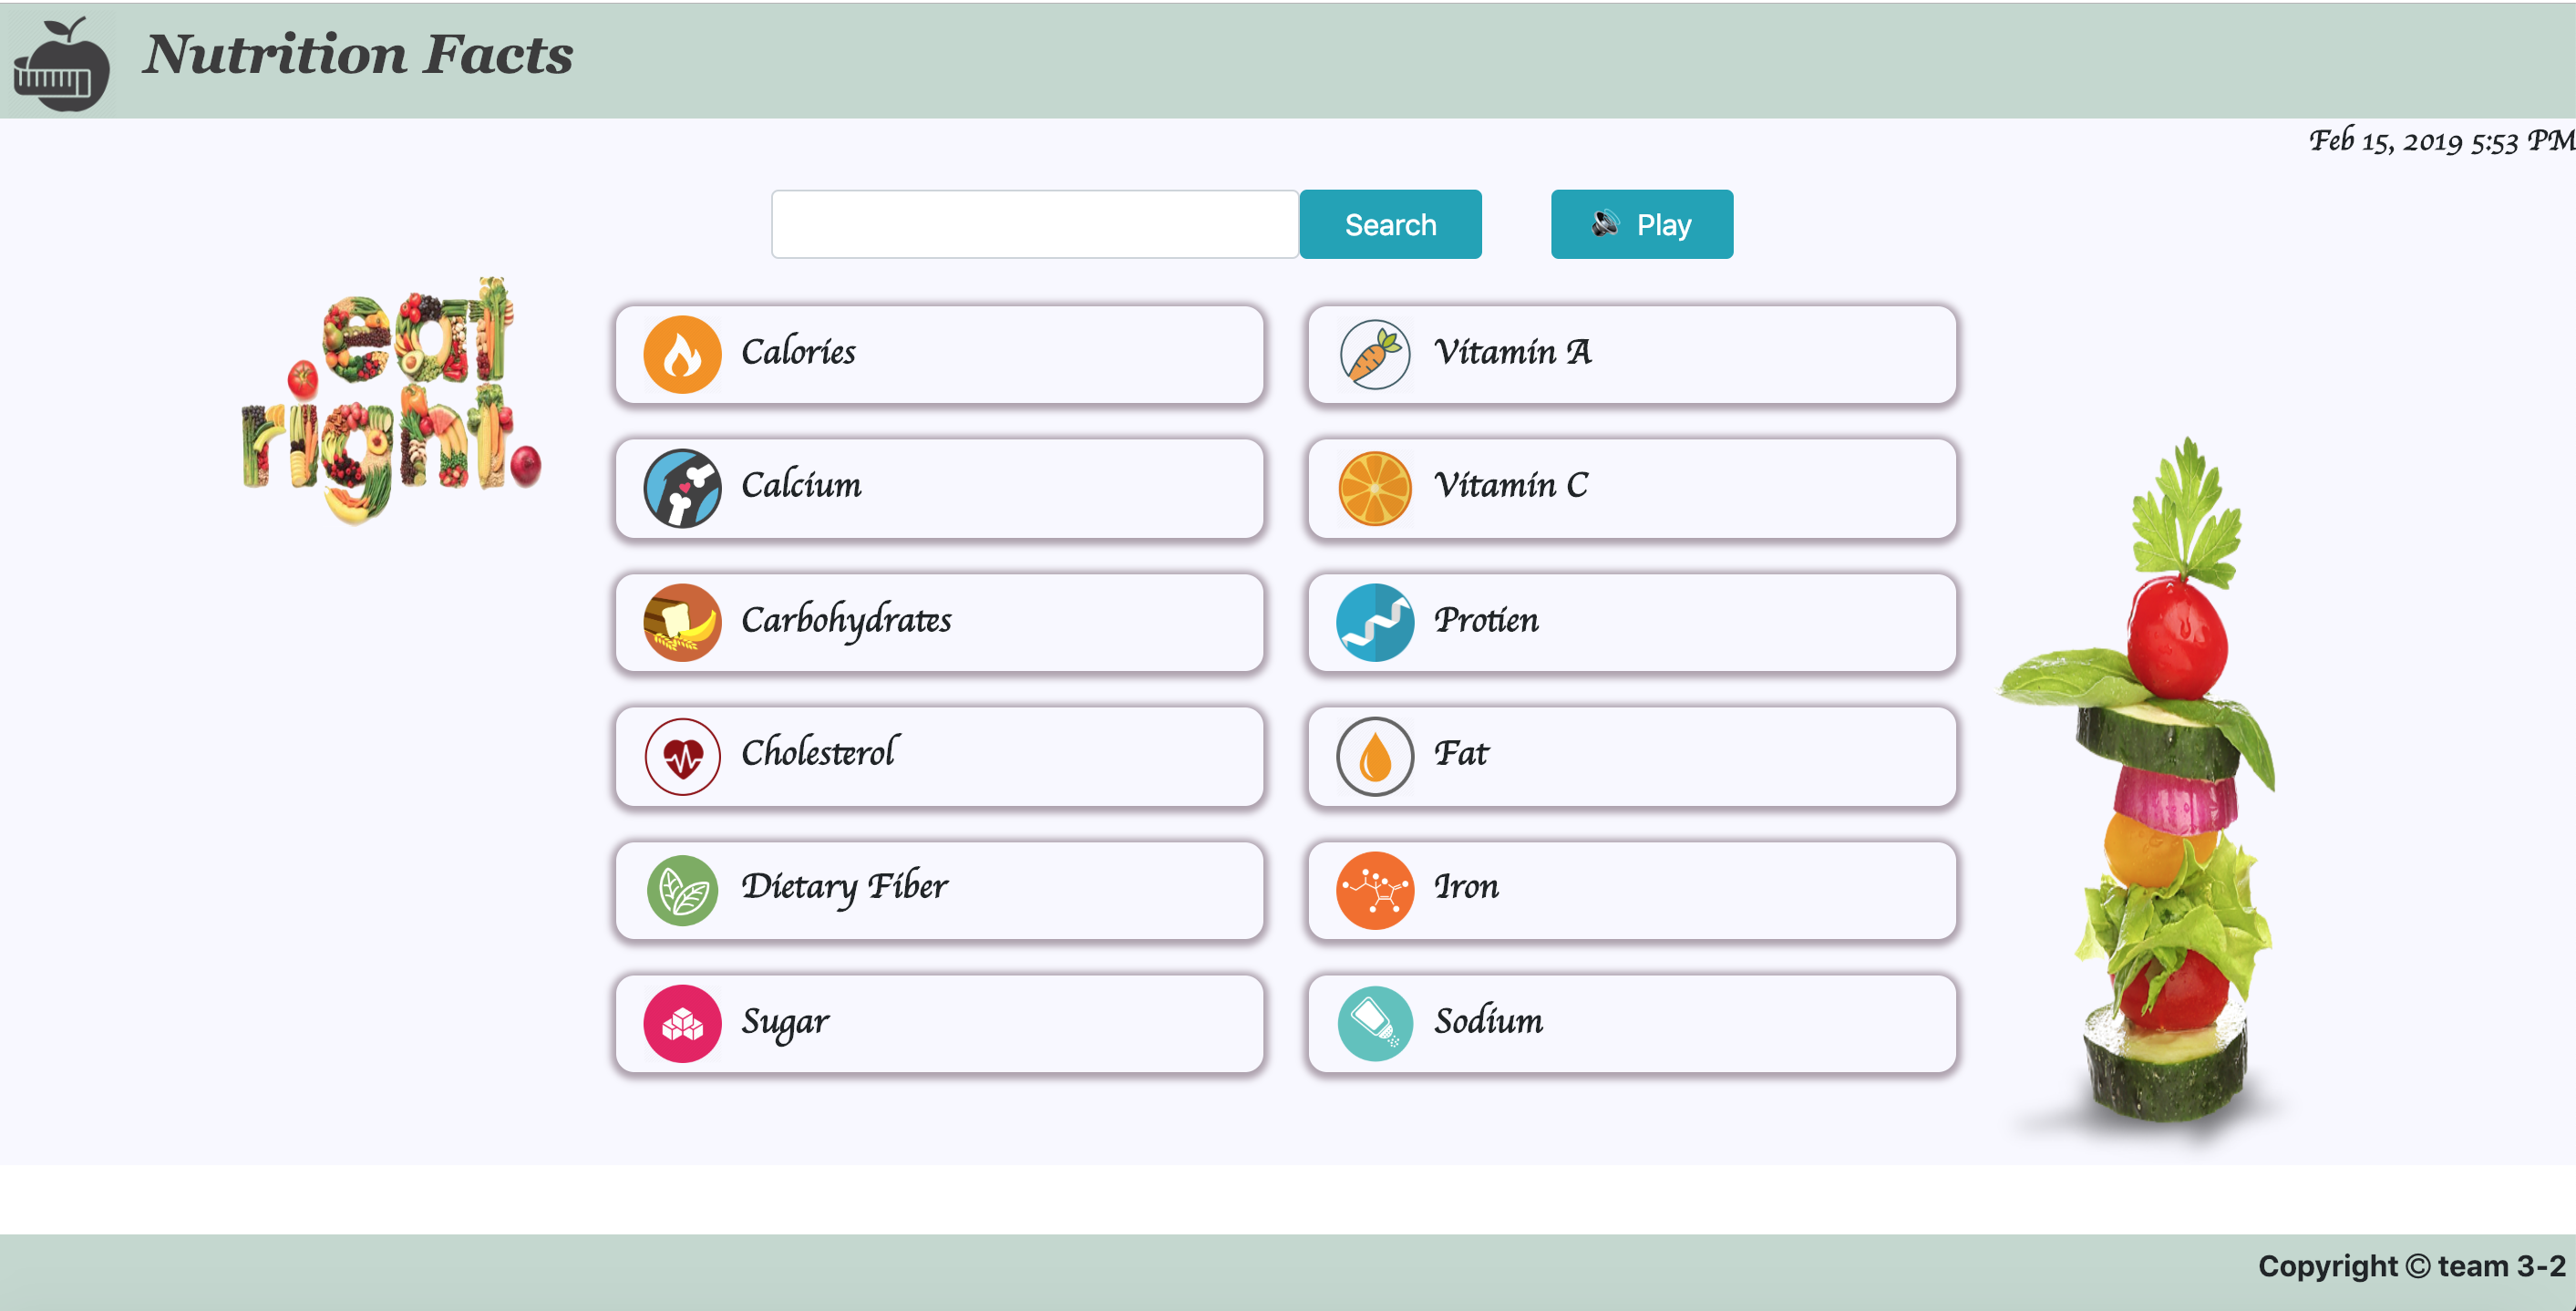 Nutrition Facts
Feb 15, 2019 5:53 PM
Search
Play
eat
right.
Calories
Vitamin A
Calcium
Vitamin C
Carbohydrates
Protien
Cholesterol
Fat
Dietary Fiber
Iron
Sugar
Sodium
Copyright © team 3-2